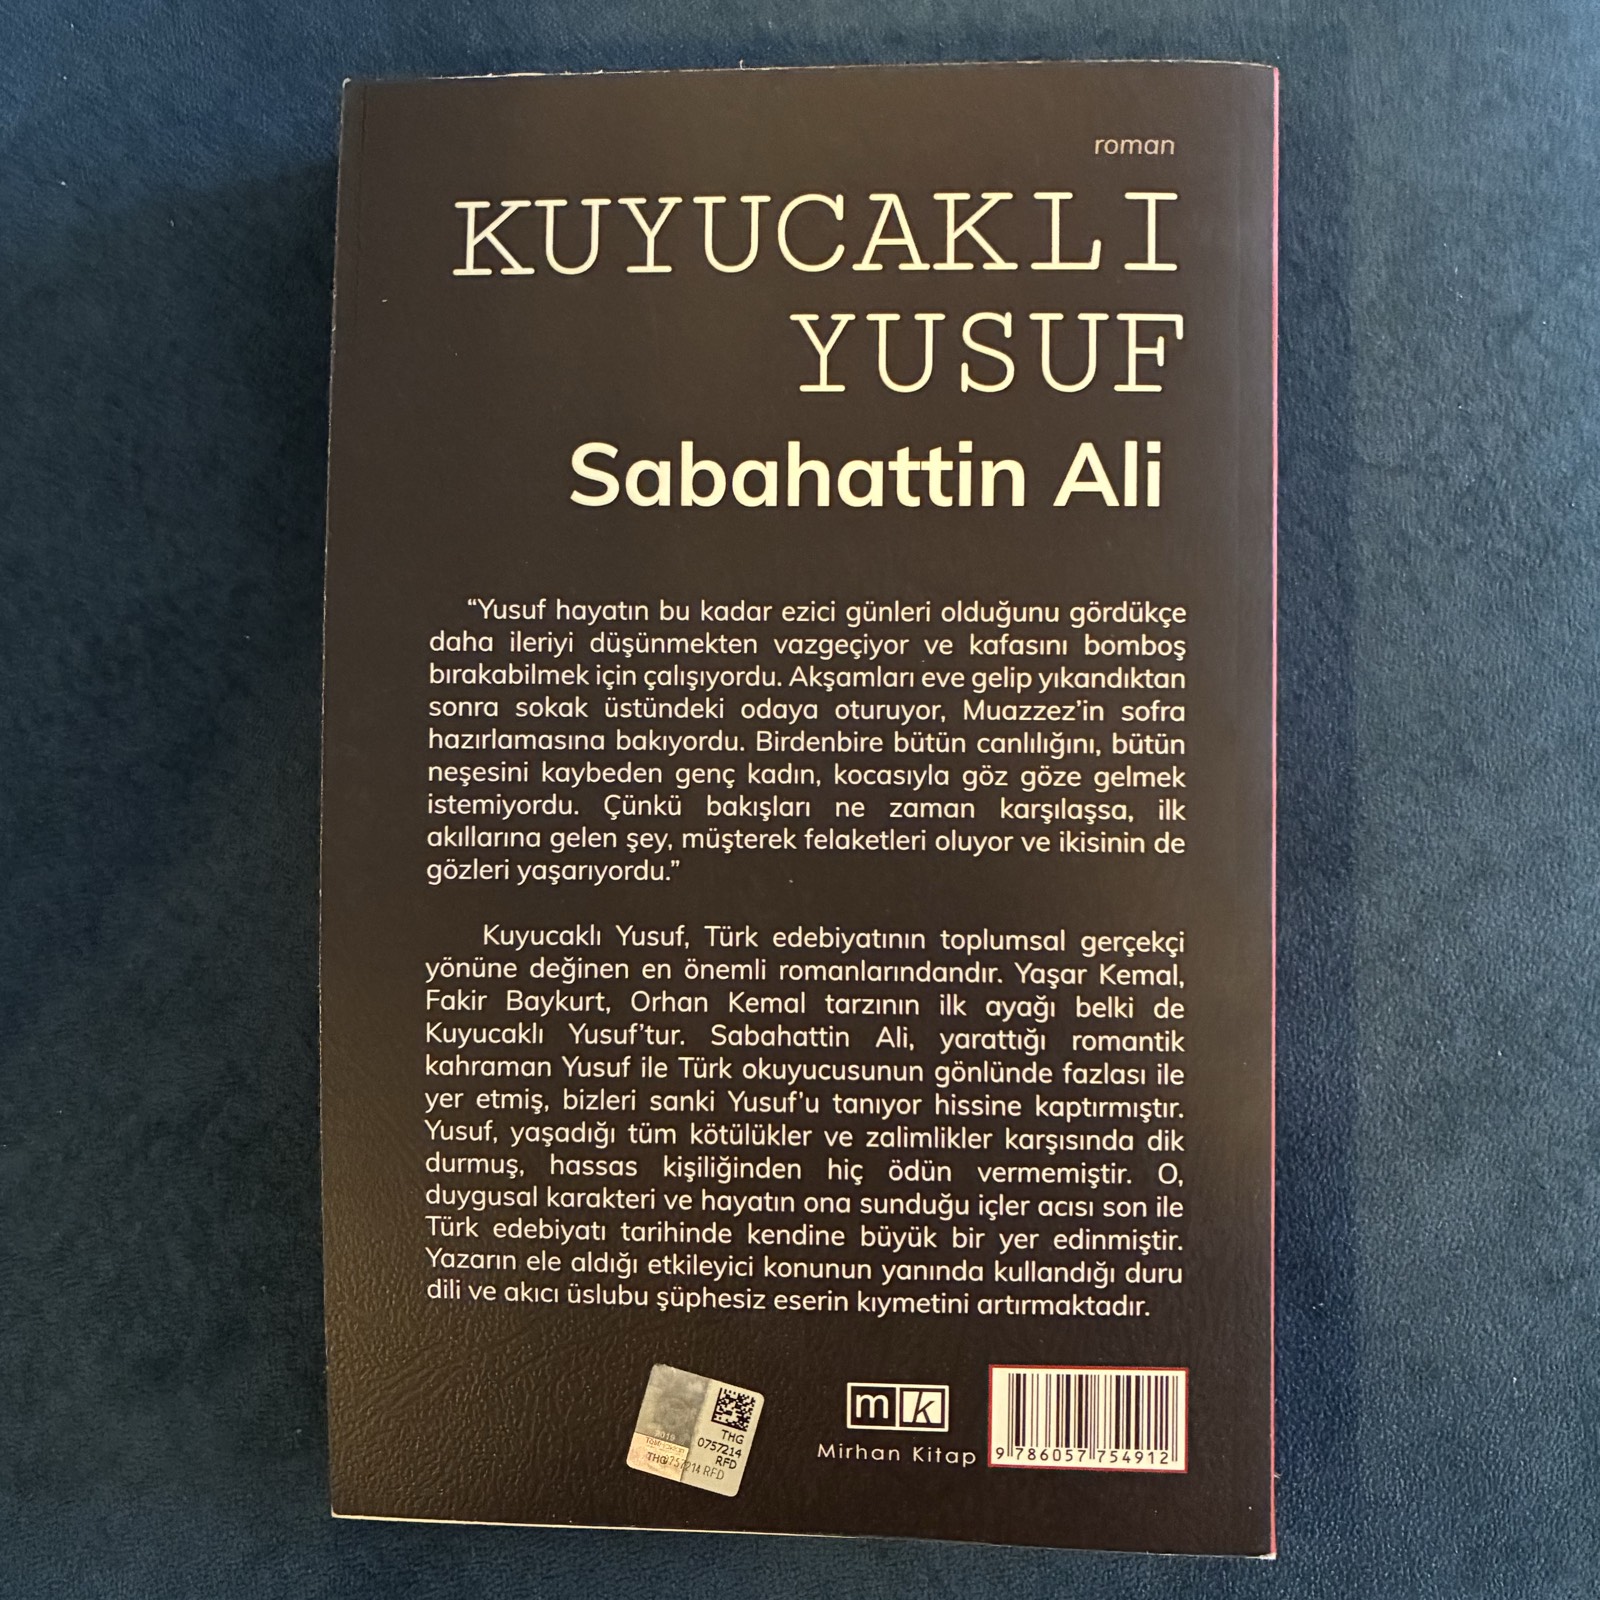 roman
KUYUCAKLI
YUSUF
Sabahattin Ali
“Yusuf hayatın bu kadar ezici günleri olduğunu gördükçe
daha ileriyi düşünmekten vazgeçiyor ve kafasını bomboş
bırakabilmek için çalışıyordu. Akşamları eve gelip yıkandıktan
sonra sokak üstündeki odaya oturuyor, Muazzez’in sofra
hazırlamasına bakıyordu. Birdenbire bütün canlılığını, bütün
neşesini kaybeden genç kadın, kocasıyla göz göze gelmek
istemiyordu. Çünkü bakışları ne zaman karşılaşsa, ilk
akıllarına gelen şey, müşterek felaketleri oluyor ve ikisinin de
gözleri yaşarıyordu.”
Kuyucaklı Yusuf, Türk edebiyatının toplumsal gerçekçi
yönüne değinen en önemli romanlarındandır. Yaşar Kemal,
Fakir Baykurt, Orhan Kemal tarzının ilk ayağı belki de
Kuyucaklı Yusuf’tur. Sabahattin Ali, yarattığı romantik
kahraman Yusuf ile Türk okuyucusunun gönlünde fazlası ile
yer etmiş, bizleri sanki Yusuf’u tanıyor hissine kaptırmıştır.
Yusuf, yaşadığı tüm kötülükler ve zalimlikler karşısında dik
durmuş, hassas kişiliğinden hiç ödün vermemiştir. O,
duygusal karakteri ve hayatın ona sunduğu içler acısı son ile
Türk edebiyatı tarihinde kendine büyük bir yer edinmiştir.
Yazarın ele aldığı etkileyici konunun yanında kullandığı duru
dili ve akıcı üslubu şüphesiz eserin kıymetini artırmaktadır.
THG
0757214
RFD
2019
THG0757214 RFD
mk
Mirhan Kitap
9 786057 754912